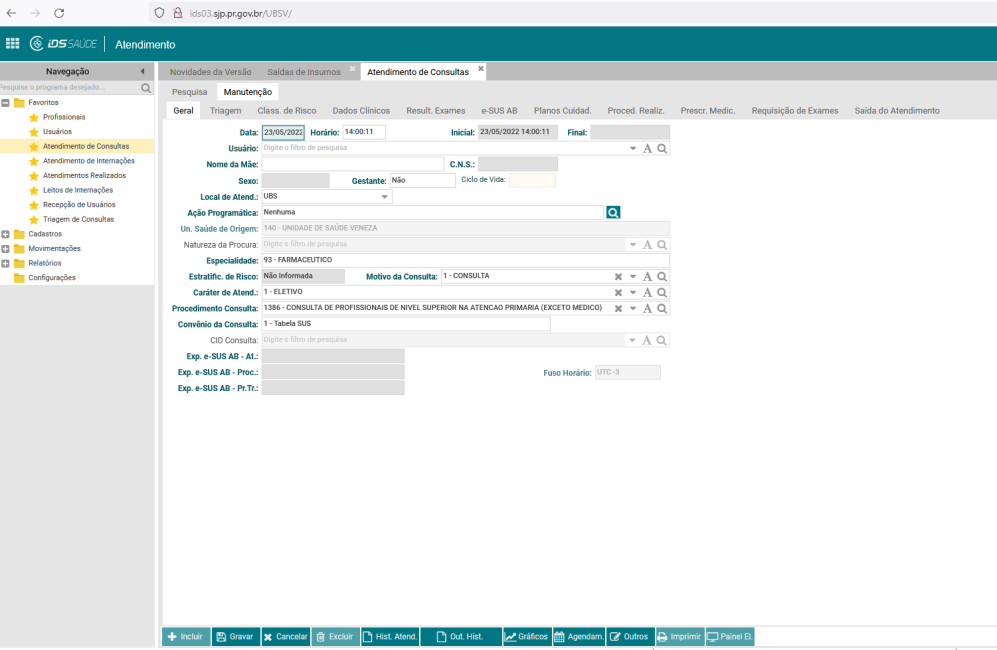 ids03.sjp.pr.gov.br/UBSV/
iDS SAÚDE Atendimento
Navegação Novidades da Versão Saídas de Insumos Atendimento de Consultas
Pesquise o programa desejado... Pesquisa Manutenção
Favoritos Geral Triagem Class. de Risco Dados Clínicos Result. Exames e-SUS AB Planos Cuidad. Proced. Realiz. Prescr. Medic. Requisição de Exames Saída do Atendimento
Profissionais
Usuários
Atendimento de Consultas
Atendimento de Internações
Atendimentos Realizados
Leitos de Internações
Recepção de Usuários
Triagem de Consultas
Cadastros
Movimentações
Relatórios
Configurações
Data: 23/05/2022 Horário: 14:00:11 Inicial: 23/05/2022 14:00:11 Final:
Usuário: Digite o filtro de pesquisa A
Nome da Mãe: C.N.S.:
Sexo: Gestante: Não Ciclo de Vida:
Local de Atend.: UBS
Ação Programática: Nenhuma
Un. Saúde de Origem: 140 - UNIDADE DE SAÚDE VENEZA
Natureza da Procura: Digite o filtro de pesquisa A
Especialidade: 93 - FARMACEUTICO
Estratific. de Risco: Não Informada Motivo da Consulta: 1 - CONSULTA A
Caráter de Atend.: 1 - ELETIVO A
Procedimento Consulta: 1386 - CONSULTA DE PROFISSIONAIS DE NIVEL SUPERIOR NA ATENCAO PRIMARIA (EXCETO MEDICO) A
Convênio da Consulta: 1 - Tabela SUS
CID Consulta: Digite o filtro de pesquisa A
Exp. e-SUS AB - At.:
Exp. e-SUS AB - Proc.: Fuso Horário: UTC -3
Exp. e-SUS AB - Pr.Tr.:
Incluir Gravar Cancelar Excluir Hist. Atend. Out. Hist. Gráficos Agendam. Outros Imprimir Painel El.